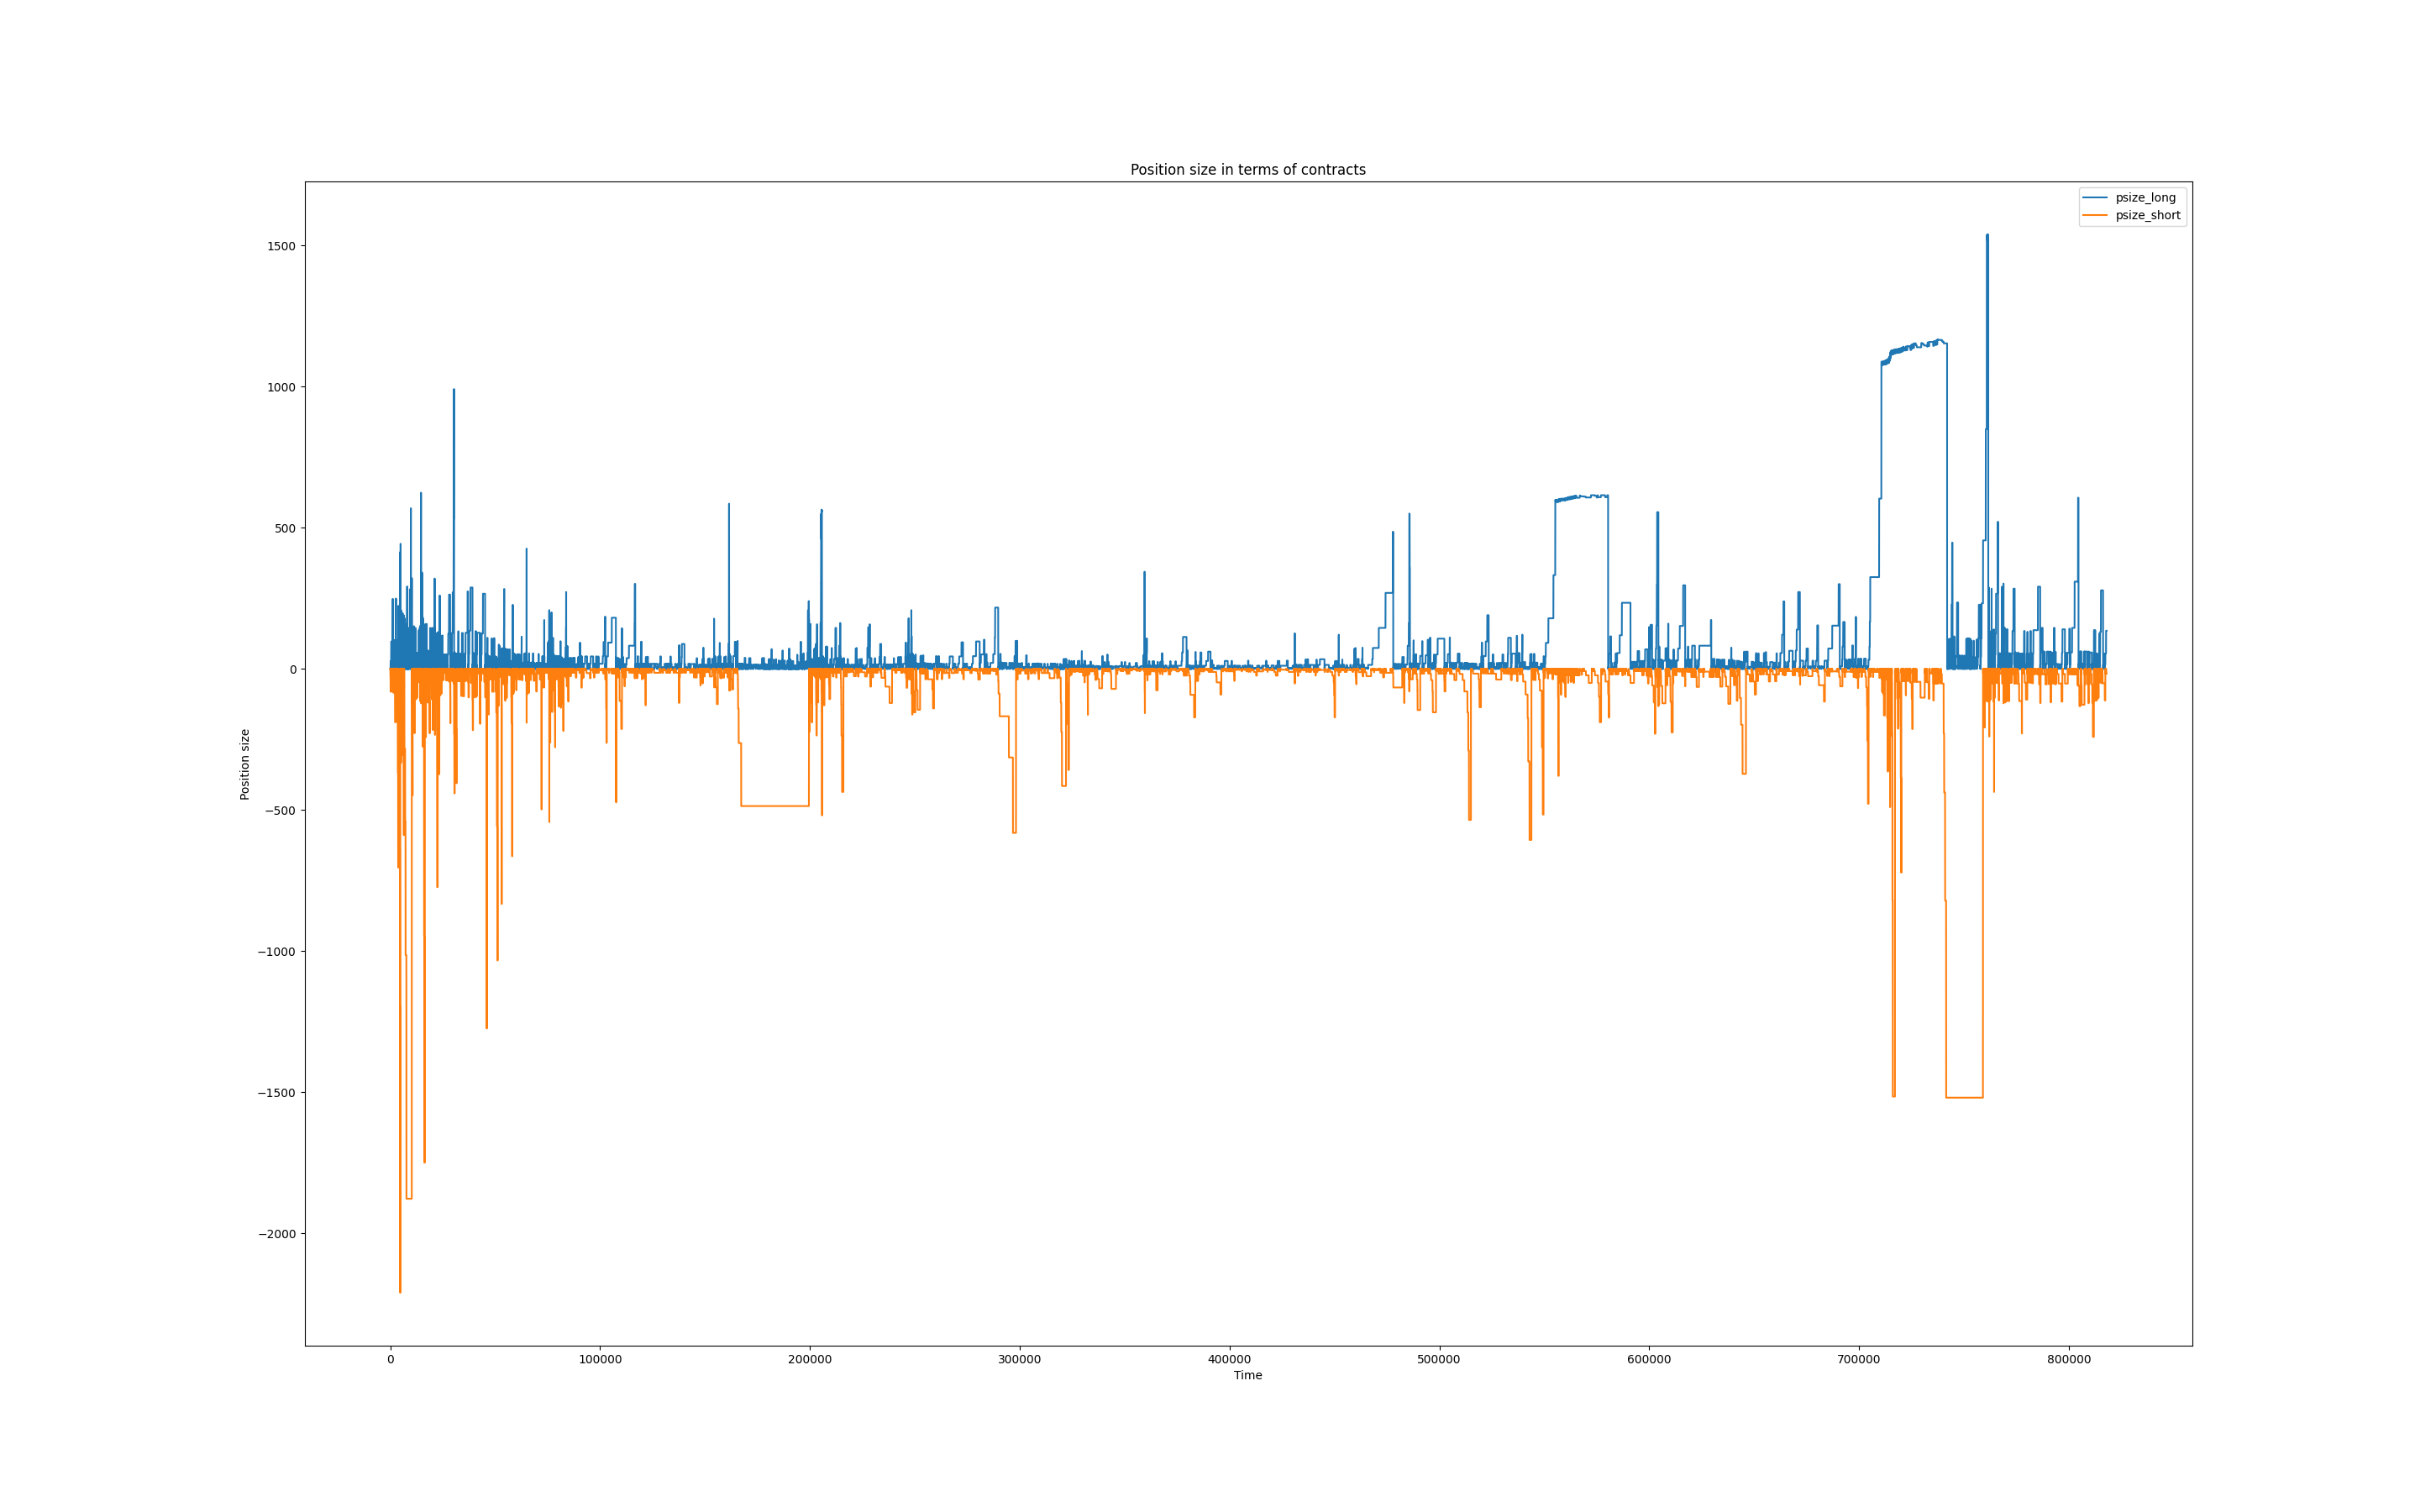 Position size in terms of contracts
psize_long
psize_short
1500
1000
500
0
−500
−1000
−1500
−2000
Position size
0 100000 200000 300000 400000 500000 600000 700000 800000
Time